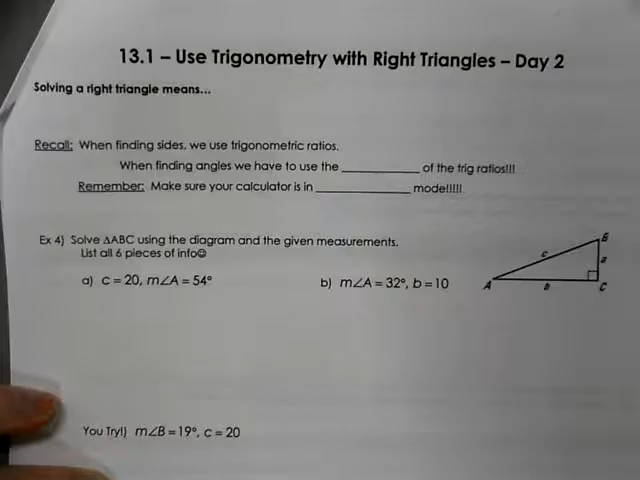 13.1 – Use Trigonometry with Right Triangles – Day 2
Solving a right triangle means...
Recall: When finding sides, we use trigonometric ratios.
When finding angles we have to use the ____________ of the trig ratios!!!
Remember: Make sure your calculator is in ______________ mode!!!!!
Ex 4) Solve ∆ABC using the diagram and the given measurements.
List all 6 pieces of info☺
a) c = 20, m∠A = 54°
b) m∠A = 32°, b = 10
B
c
a
A
b
C
You Try!) m∠B = 19°, c = 20